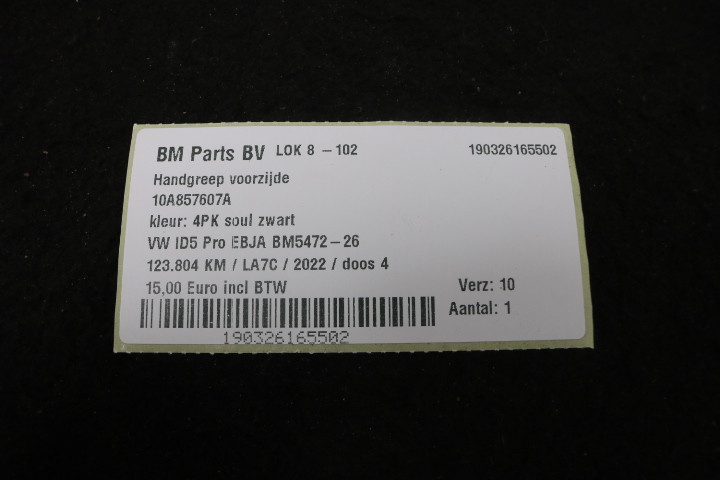 BM Parts BV LOK 8 - 102 190326165502
Handgreep voorzijde
10A857607A
kleur: 4PK soul zwart
VW ID5 Pro EBJA BM5472-26
123.804 KM / LA7C / 2022 / doos 4
15,00 Euro incl BTW Verz: 10
Aantal: 1
190326165502